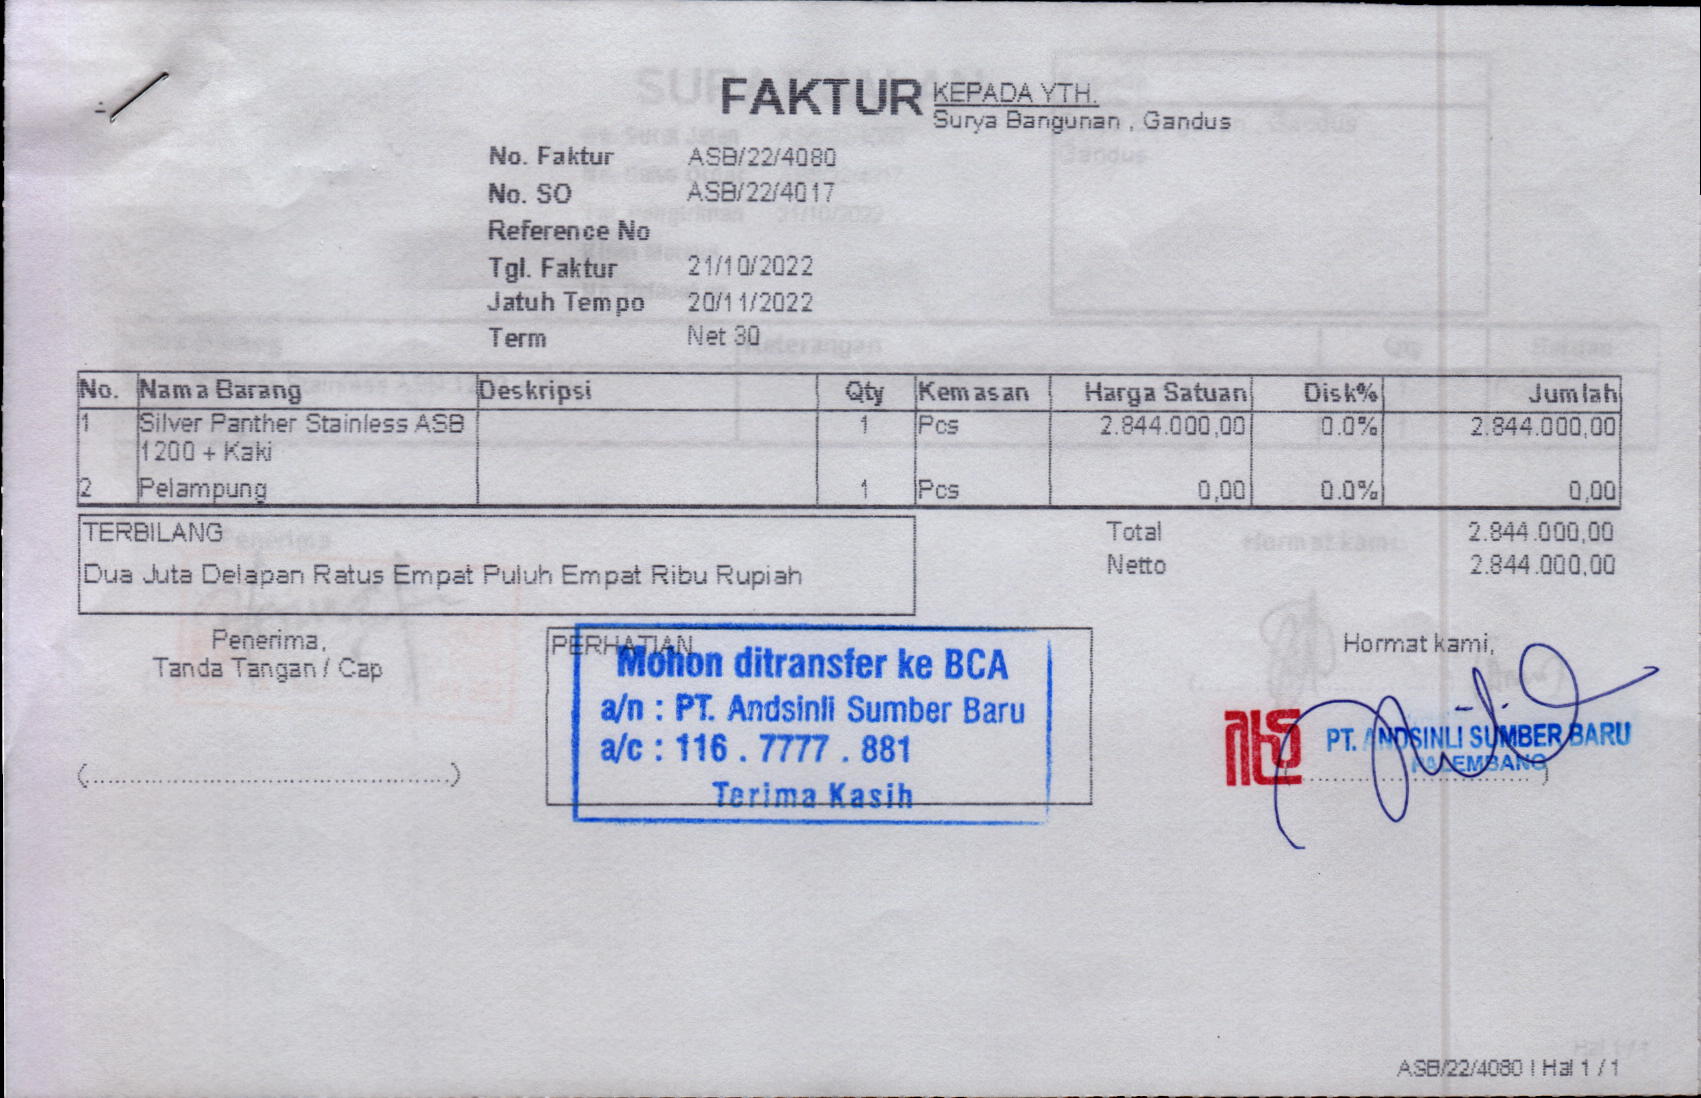 FAKTUR
KEPADA YTH.
Surya Bangunan , Gandus
No. Faktur ASB/22/4080
No. SO ASB/22/4017
Reference No
Tgl. Faktur 21/10/2022
Jatuh Tempo 20/11/2022
Term Net 30
No. Nama Barang Deskripsi Qty Kemasan Harga Satuan Disk% Jumlah
1 Silver Panther Stainless ASB 1 Pcs 2.844.000,00 0.0% 2.844.000,00
1200 + Kaki
2 Pelampung 1 Pcs 0,00 0.0% 0,00
TERBILANG
Dua Juta Delapan Ratus Empat Puluh Empat Ribu Rupiah
Total 2.844.000,00
Netto 2.844.000,00
Penerima,
Tanda Tangan / Cap
(.......................................................)
PERHATIAN
Mohon ditransfer ke BCA
a/n : PT. Andsinli Sumber Baru
a/c : 116 . 7777 . 881
Terima Kasih
Hormat kami,
PT. ANDSINLI SUMBER BARU
PALEMBANG
ASB/22/4080 | Hal 1 / 1